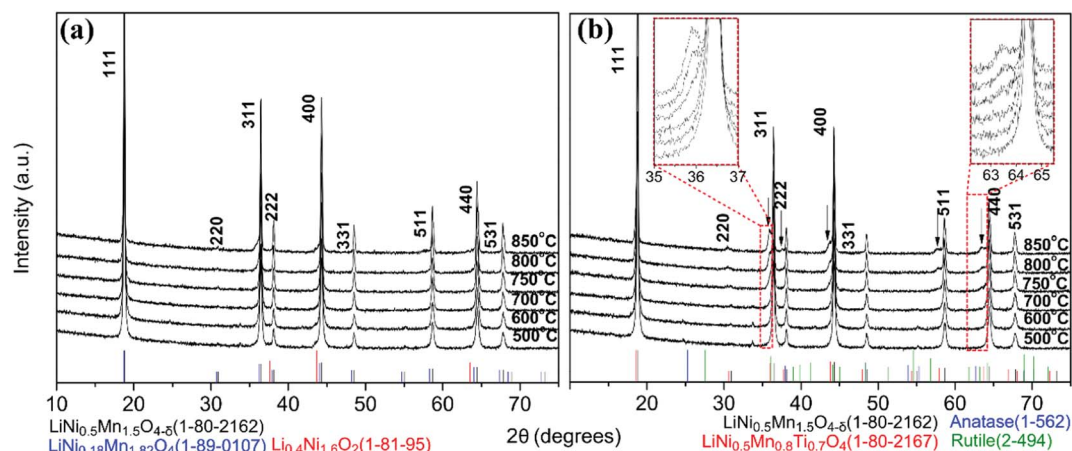 (a)
111
220
311
222
400
331
511
440
531
850°C
800°C
750°C
700°C
600°C
500°C
10 20 30 40 50 60 70
LiNi0.5Mn1.5O4-δ(1-80-2162)
LiNi0.18Mn1.82O4(1-89-0107) Li0.4Ni1.6O2(1-81-95)
Intensity (a.u.)
2θ (degrees)
(b)
35 36 37
63 64 65
111
220
311
222
400
331
511
440
531
850°C
800°C
750°C
700°C
600°C
500°C
10 20 30 40 50 60 70
LiNi0.5Mn1.5O4-δ(1-80-2162) Anatase(1-562)
LiNi0.5Mn0.8Ti0.7O4(1-80-2167) Rutile(2-494)